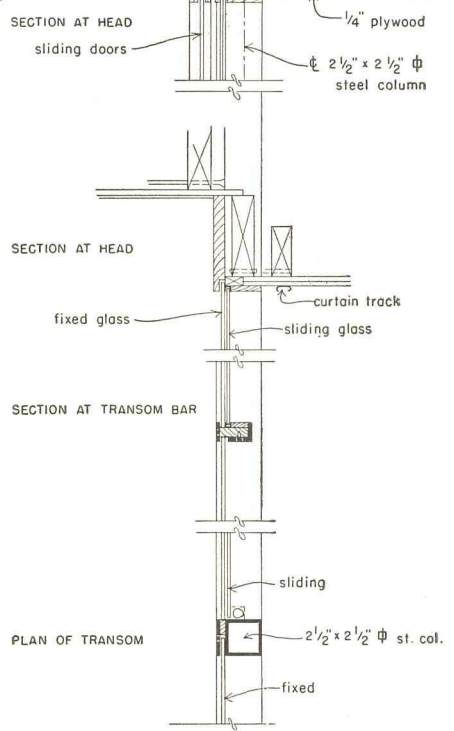 SECTION AT HEAD
1/4" plywood
sliding doors
℄ 2 1/2" x 2 1/2" ⌽
steel column
SECTION AT HEAD
curtain track
fixed glass
sliding glass
SECTION AT TRANSOM BAR
sliding
PLAN OF TRANSOM
2 1/2" x 2 1/2" ⌽ st. col.
fixed